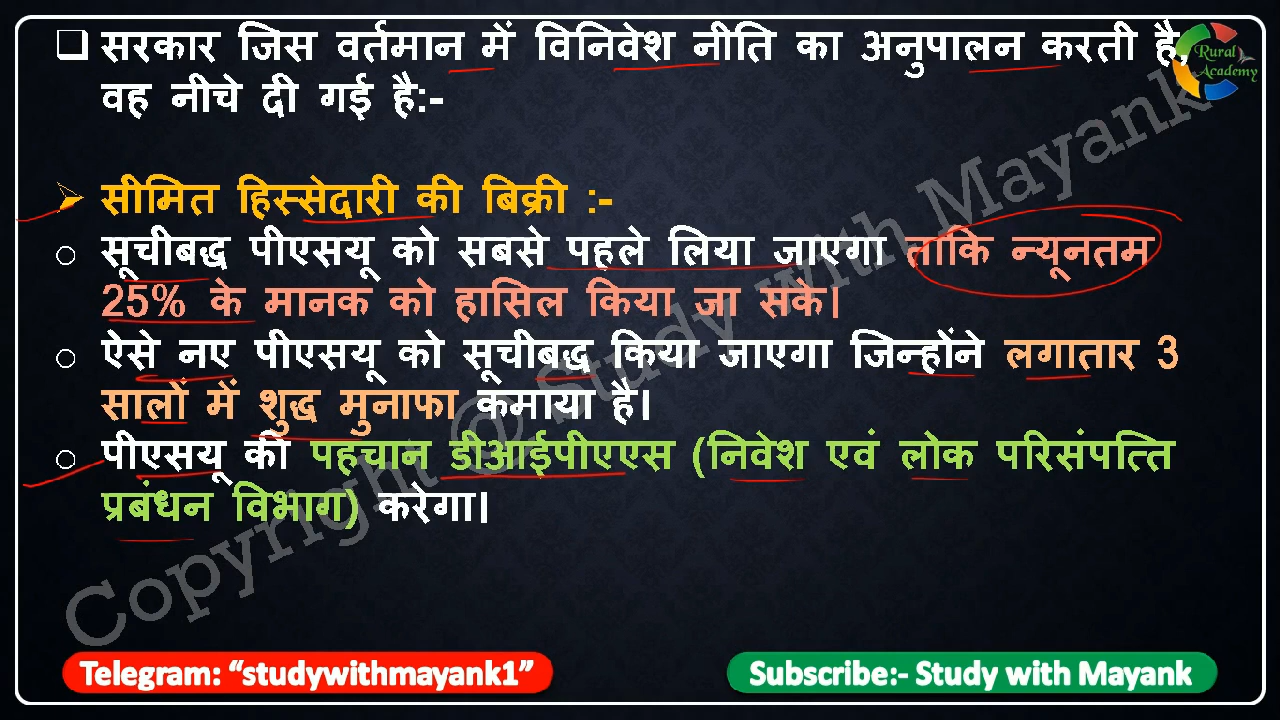 ❑ सरकार जिस वर्तमान में विनिवेश नीति का अनुपालन करती है,
वह नीचे दी गई है:-
➢ सीमित हिस्सेदारी की बिक्री :-
o सूचीबद्ध पीएसयू को सबसे पहले लिया जाएगा ताकि न्यूनतम
25% के मानक को हासिल किया जा सके।
o ऐसे नए पीएसयू को सूचीबद्ध किया जाएगा जिन्होंने लगातार 3
सालों में शुद्ध मुनाफा कमाया है।
o पीएसयू की पहचान डीआईपीएएस (निवेश एवं लोक परिसंपत्ति
प्रबंधन विभाग) करेगा।
Rural
Academy
Copyright @ Study with Mayank
Telegram: “studywithmayank1”
Subscribe:- Study with Mayank